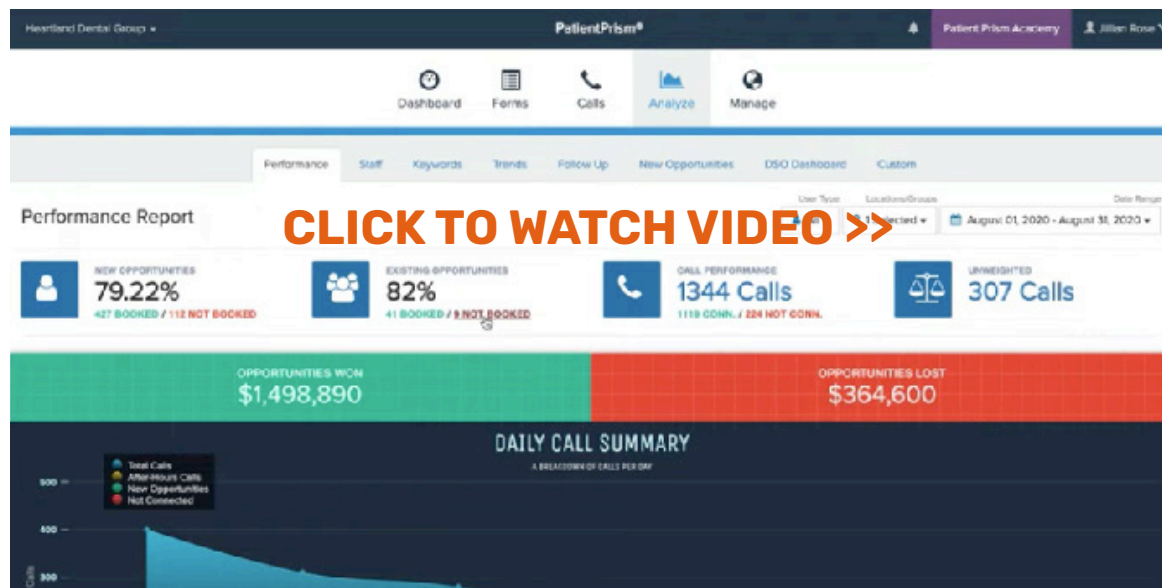 Heartland Dental Group
PatientPrism®
Patient Prism Academy
Jillian Rose
Dashboard
Forms
Calls
Analyze
Manage
Performance
Staff
Keywords
Trends
Follow Up
New Opportunities
DSO Dashboard
Custom
Performance Report
CLICK TO WATCH VIDEO >>
User Type
Locations/Groups
Date Range
August 01, 2020 - August 31, 2020
NEW OPPORTUNITIES
79.22%
427 BOOKED / 112 NOT BOOKED
EXISTING OPPORTUNITIES
82%
41 BOOKED / 9 NOT BOOKED
CALL PERFORMANCE
1344 Calls
1119 CONN. / 224 NOT CONN.
UNWEIGHTED
307 Calls
OPPORTUNITIES WON
$1,498,890
OPPORTUNITIES LOST
$364,600
DAILY CALL SUMMARY
A BREAKDOWN OF CALLS PER DAY
Total Calls
After-Hours Calls
New Opportunities
Not Connected
500
400
300
Calls